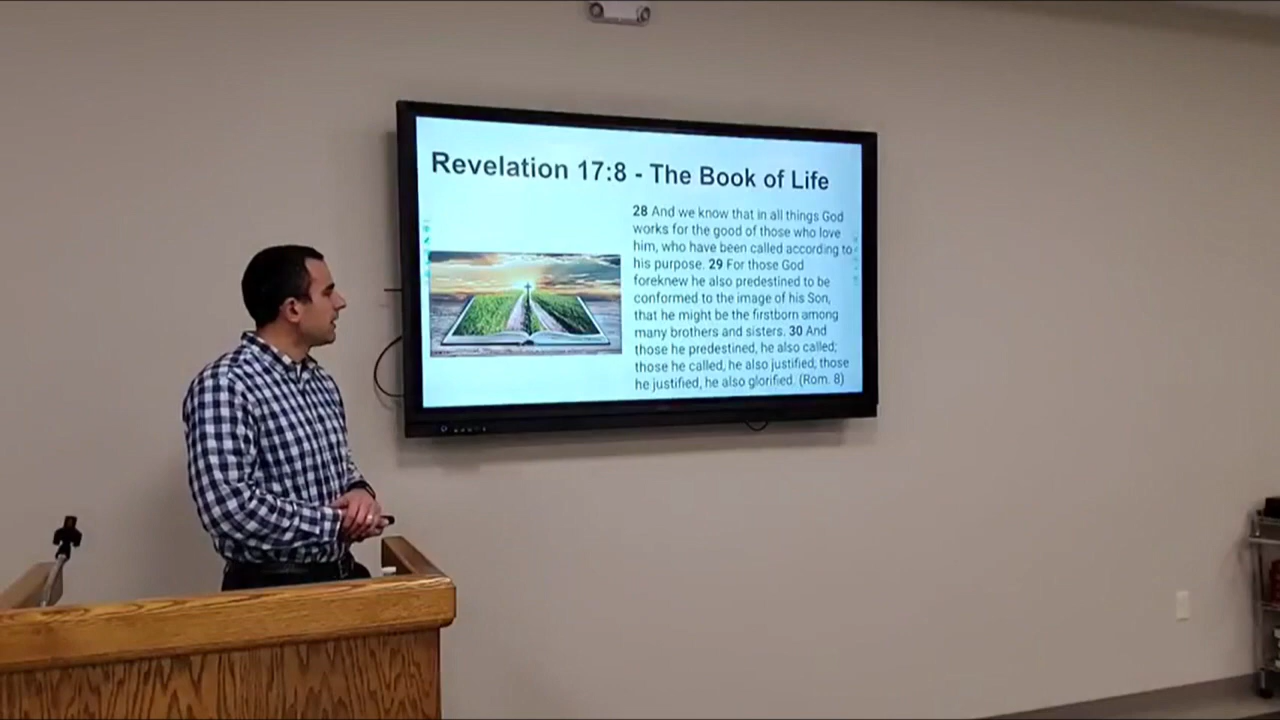 Revelation 17:8 - The Book of Life
28 And we know that in all things God
works for the good of those who love
him, who have been called according to
his purpose. 29 For those God
foreknew he also predestined to be
conformed to the image of his Son,
that he might be the firstborn among
many brothers and sisters. 30 And
those he predestined, he also called;
those he called, he also justified; those
he justified, he also glorified. (Rom. 8)